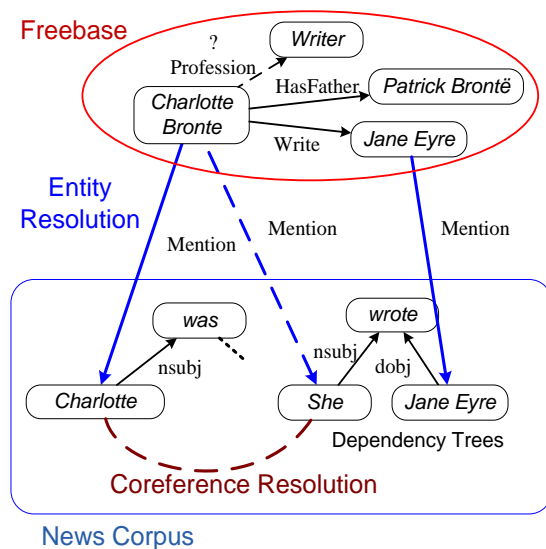 Freebase
?
Writer
Profession
HasFather
Patrick Brontë
Charlotte
Bronte
Write
Jane Eyre
Entity
Resolution
Mention
Mention
Mention
was
wrote
nsubj
nsubj
dobj
Charlotte
She
Jane Eyre
Dependency Trees
Coreference Resolution
News Corpus